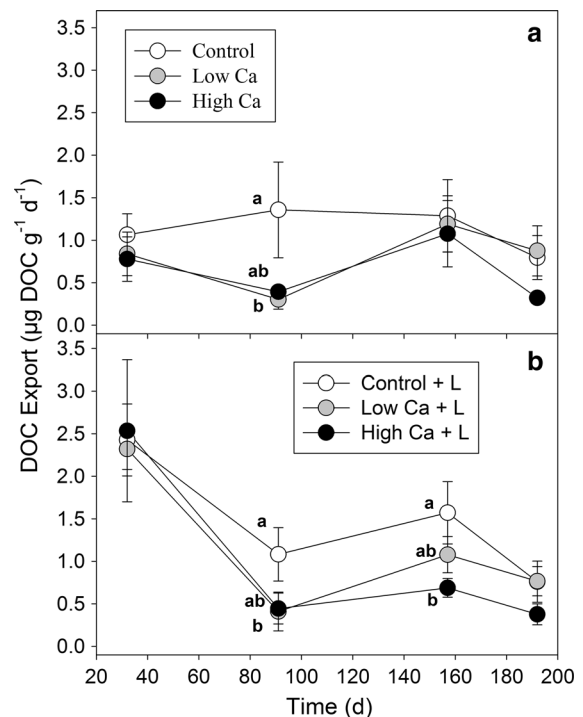 a
Control
Low Ca
High Ca
3.5
3.0
2.5
2.0
1.5
1.0
0.5
0.0
a
ab
b
DOC Export (µg DOC g⁻¹ d⁻¹)
b
Control + L
Low Ca + L
High Ca + L
3.5
3.0
2.5
2.0
1.5
1.0
0.5
0.0
a
ab
b
a
ab
b
20 40 60 80 100 120 140 160 180 200
Time (d)